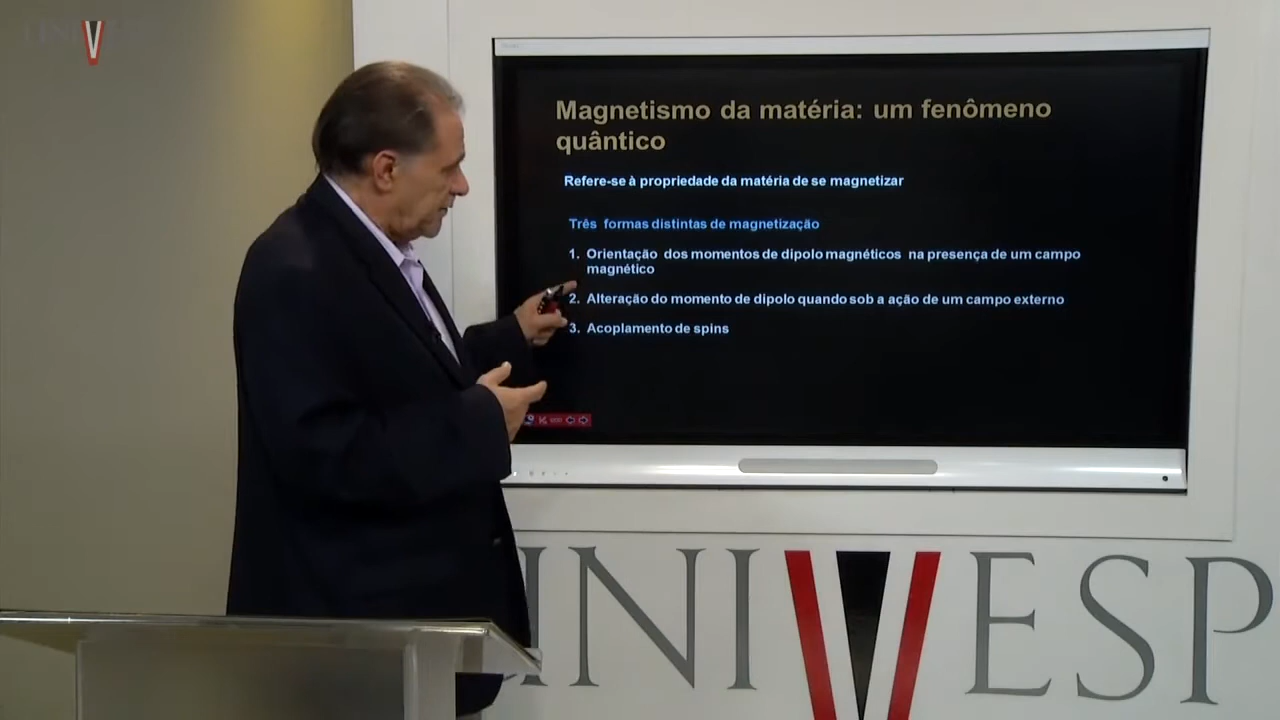 Magnetismo da matéria: um fenômeno
quântico
Refere-se à propriedade da matéria de se magnetizar
Três formas distintas de magnetização
1. Orientação dos momentos de dipolo magnéticos na presença de um campo
magnético
2. Alteração do momento de dipolo quando sob a ação de um campo externo
3. Acoplamento de spins
UNIVESP